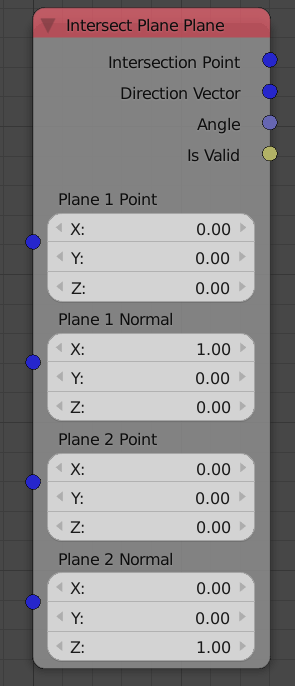 Intersect Plane Plane
Intersection Point
Direction Vector
Angle
Is Valid
Plane 1 Point
X: 0.00
Y: 0.00
Z: 0.00
Plane 1 Normal
X: 1.00
Y: 0.00
Z: 0.00
Plane 2 Point
X: 0.00
Y: 0.00
Z: 0.00
Plane 2 Normal
X: 0.00
Y: 0.00
Z: 1.00